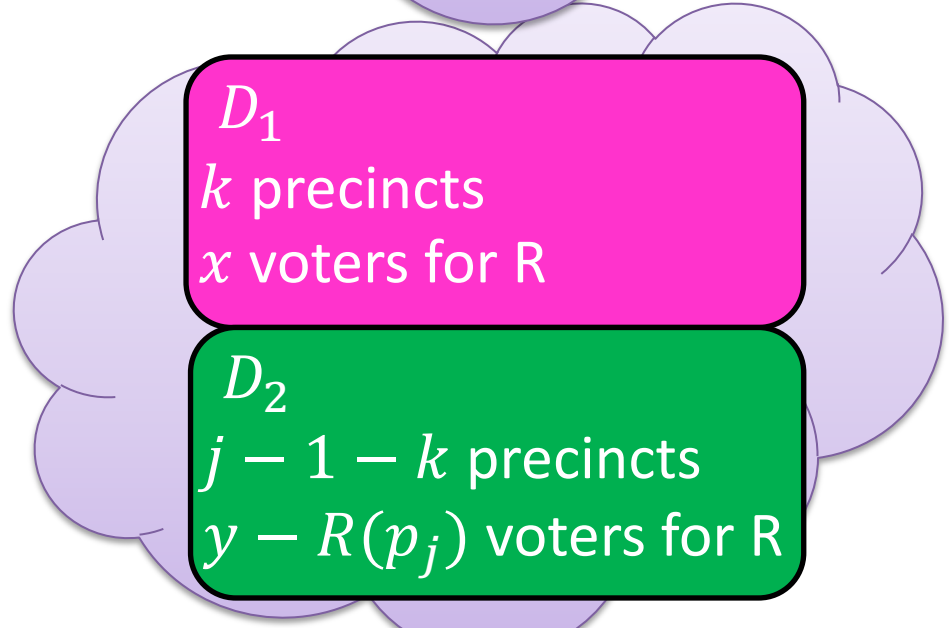 D₁
k precincts
x voters for R
D₂
j − 1 − k precincts
y − R(pⱼ) voters for R